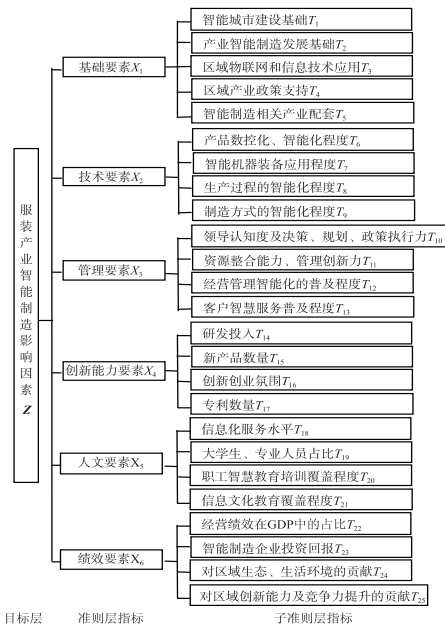 服装产业智能制造影响因素Z
基础要素X1
智能城市建设基础T1
产业智能制造发展基础T2
区域物联网和信息技术应用T3
区域产业政策支持T4
智能制造相关产业配套T5
技术要素X2
产品数控化、智能化程度T6
智能机器装备应用程度T7
生产过程的智能化程度T8
制造方式的智能化程度T9
管理要素X3
领导认知度及决策、规划、政策执行力T10
资源整合能力、管理创新力T11
经营管理智能化的普及程度T12
客户智慧服务普及程度T13
创新能力要素X4
研发投入T14
新产品数量T15
创新创业氛围T16
专利数量T17
人文要素X5
信息化服务水平T18
大学生、专业人员占比T19
职工智慧教育培训覆盖程度T20
信息文化教育覆盖程度T21
绩效要素X6
经营绩效在GDP中的占比T22
智能制造企业投资回报T23
对区域生态、生活环境的贡献T24
对区域创新能力及竞争力提升的贡献T25
目标层 准则层指标 子准则层指标